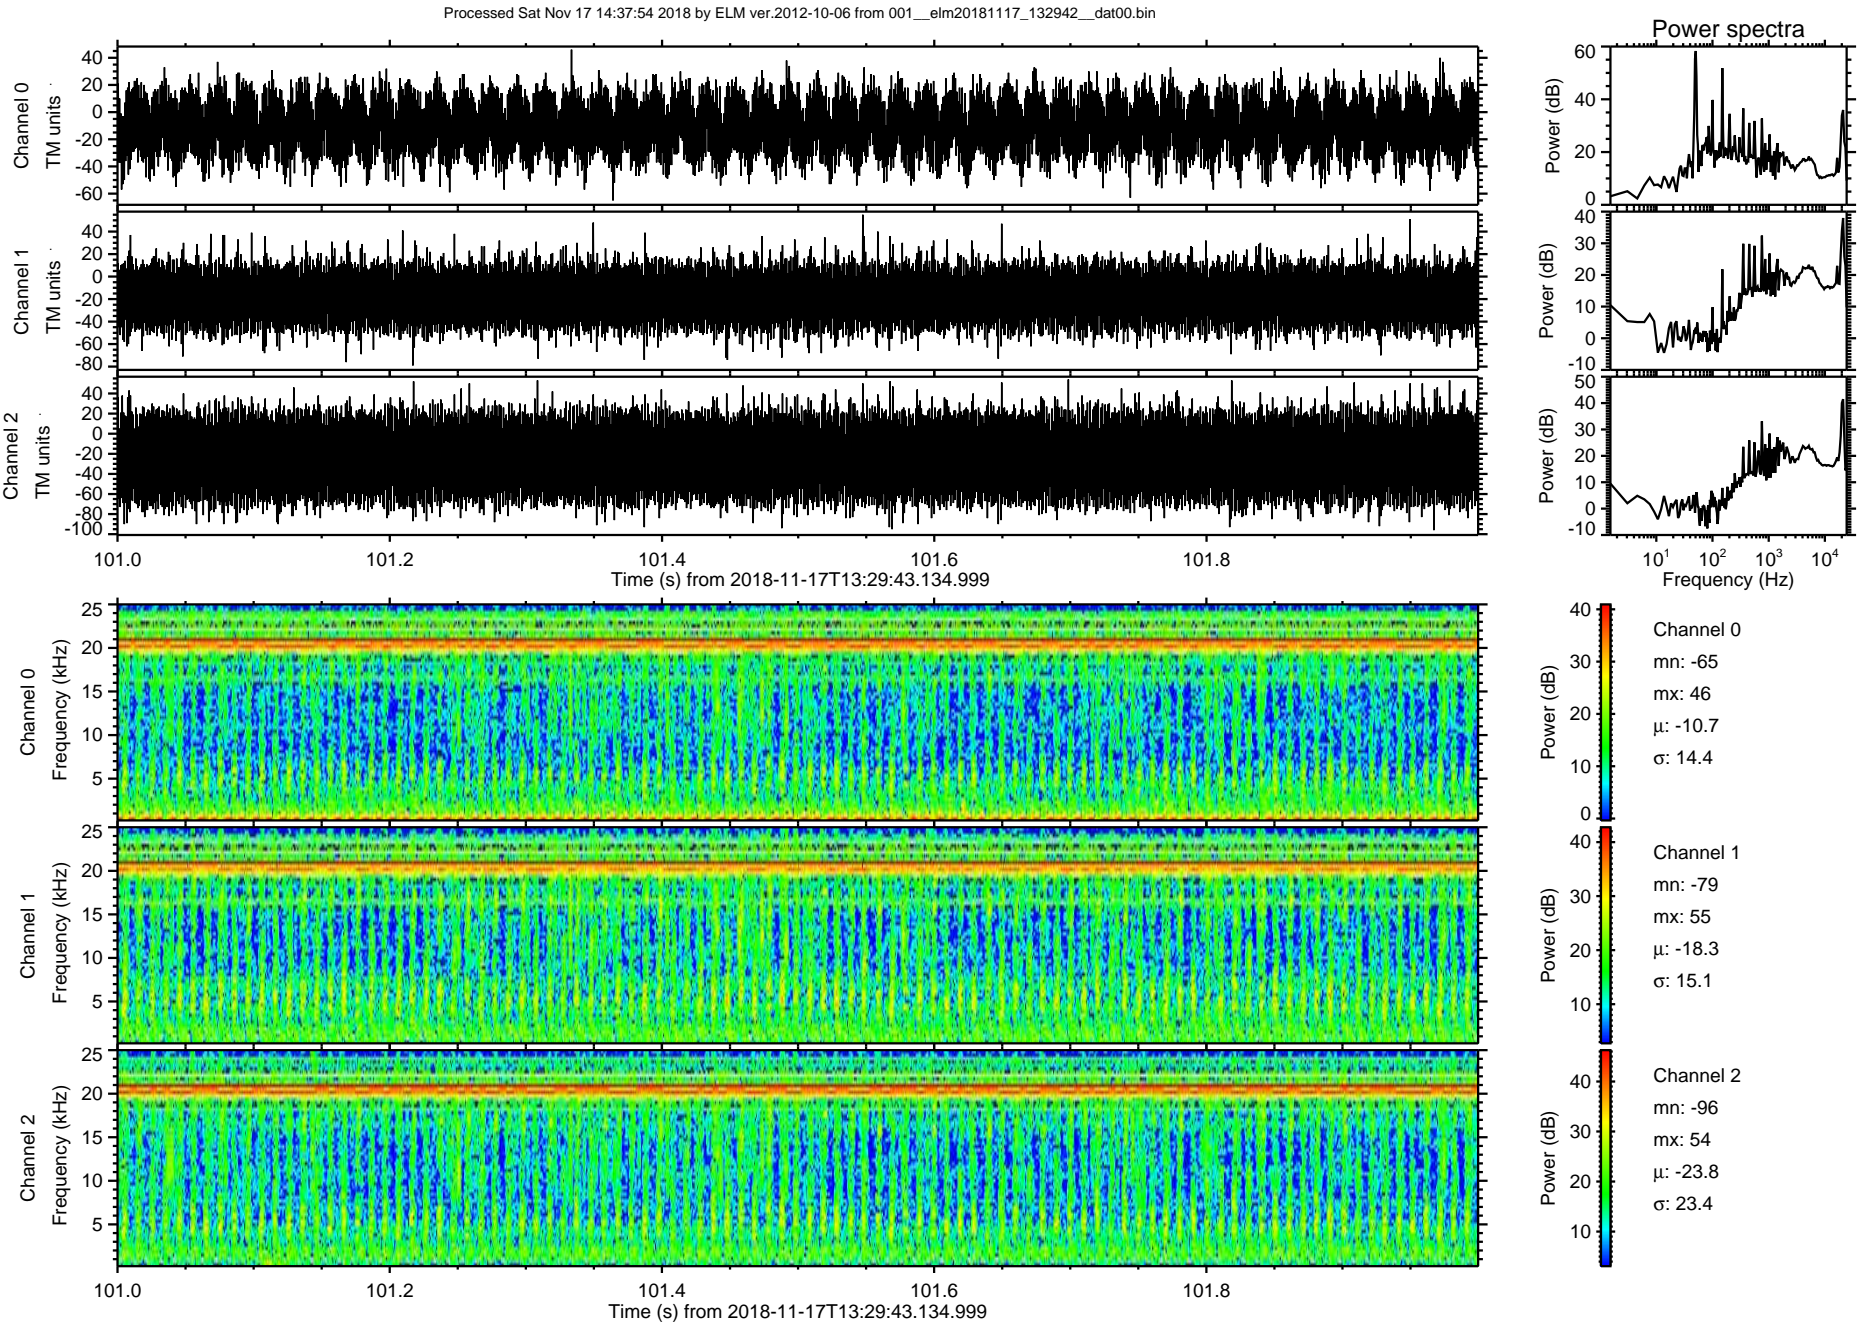 Processed Sat Nov 17 14:37:54 2018 by ELM ver.2012-10-06 from 001__elm20181117_132942__dat00.bin
Power spectra
Channel 0
TM units
40
20
0
-20
-40
-60
Power (dB)
60
40
20
0
Channel 1
TM units
40
20
0
-20
-40
-60
-80
Power (dB)
40
30
20
10
0
-10
Channel 2
TM units
40
20
0
-20
-40
-60
-80
-100
Power (dB)
50
40
30
20
10
0
-10
101.0 101.2 101.4 101.6 101.8
Time (s) from 2018-11-17T13:29:43.134.999
10^1 10^2 10^3 10^4
Frequency (Hz)
Channel 0
Frequency (kHz)
25
20
15
10
5
Power (dB)
40
30
20
10
0
Channel 0
mn: -65
mx: 46
μ: -10.7
σ: 14.4
Channel 1
Frequency (kHz)
25
20
15
10
5
Power (dB)
40
30
20
10
Channel 1
mn: -79
mx: 55
μ: -18.3
σ: 15.1
Channel 2
Frequency (kHz)
25
20
15
10
5
Power (dB)
40
30
20
10
Channel 2
mn: -96
mx: 54
μ: -23.8
σ: 23.4
101.0 101.2 101.4 101.6 101.8
Time (s) from 2018-11-17T13:29:43.134.999